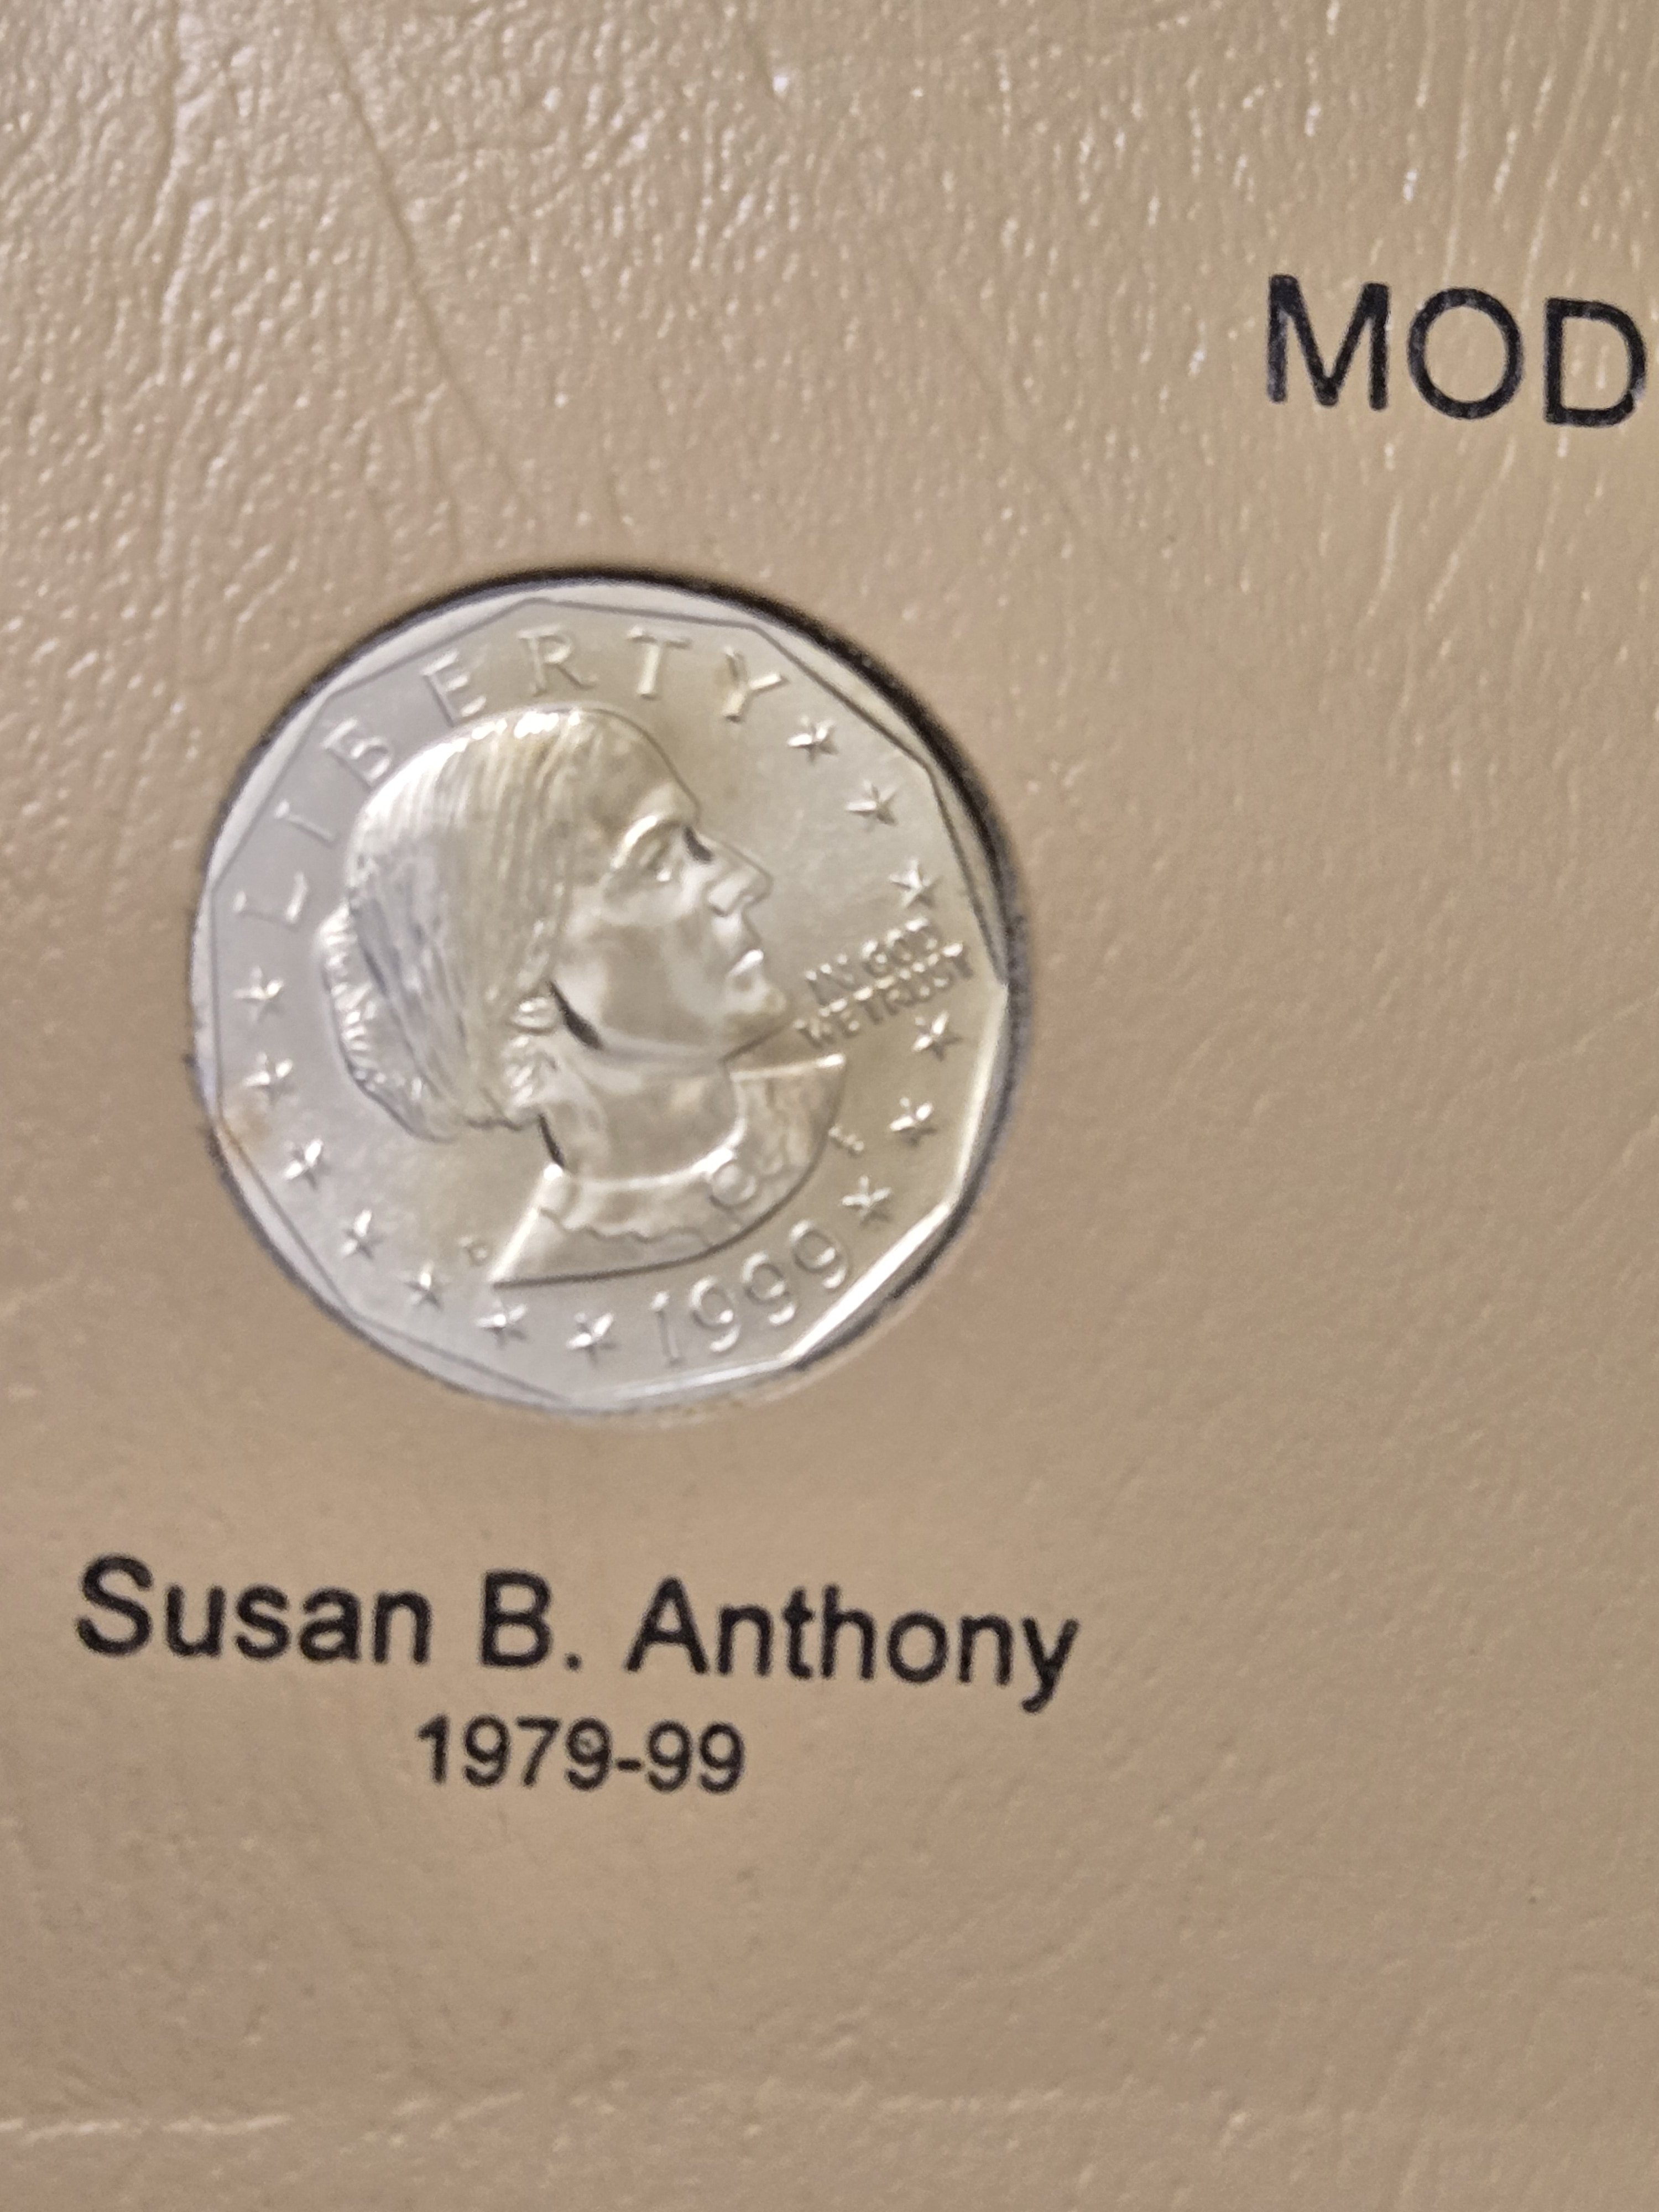 MOD
LIBERTY
IN GOD
WE TRUST
1999
Susan B. Anthony
1979-99